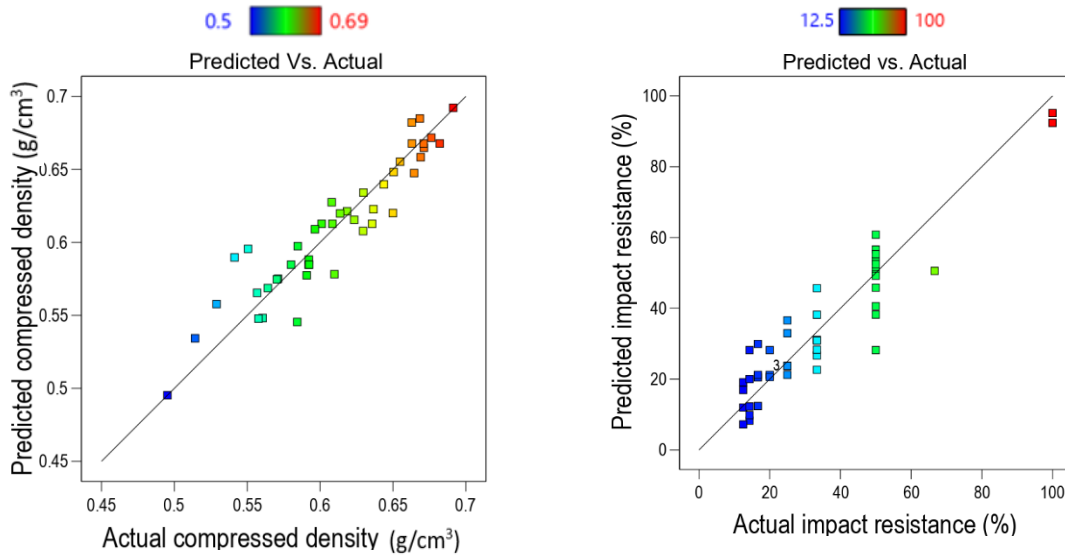 0.5 0.69
Predicted Vs. Actual
Predicted compressed density (g/cm³)
0.7
0.65
0.6
0.55
0.5
0.45
0.45 0.5 0.55 0.6 0.65 0.7
Actual compressed density (g/cm³)
12.5 100
Predicted vs. Actual
Predicted impact resistance (%)
100
80
60
40
20
0
3
0 20 40 60 80 100
Actual impact resistance (%)